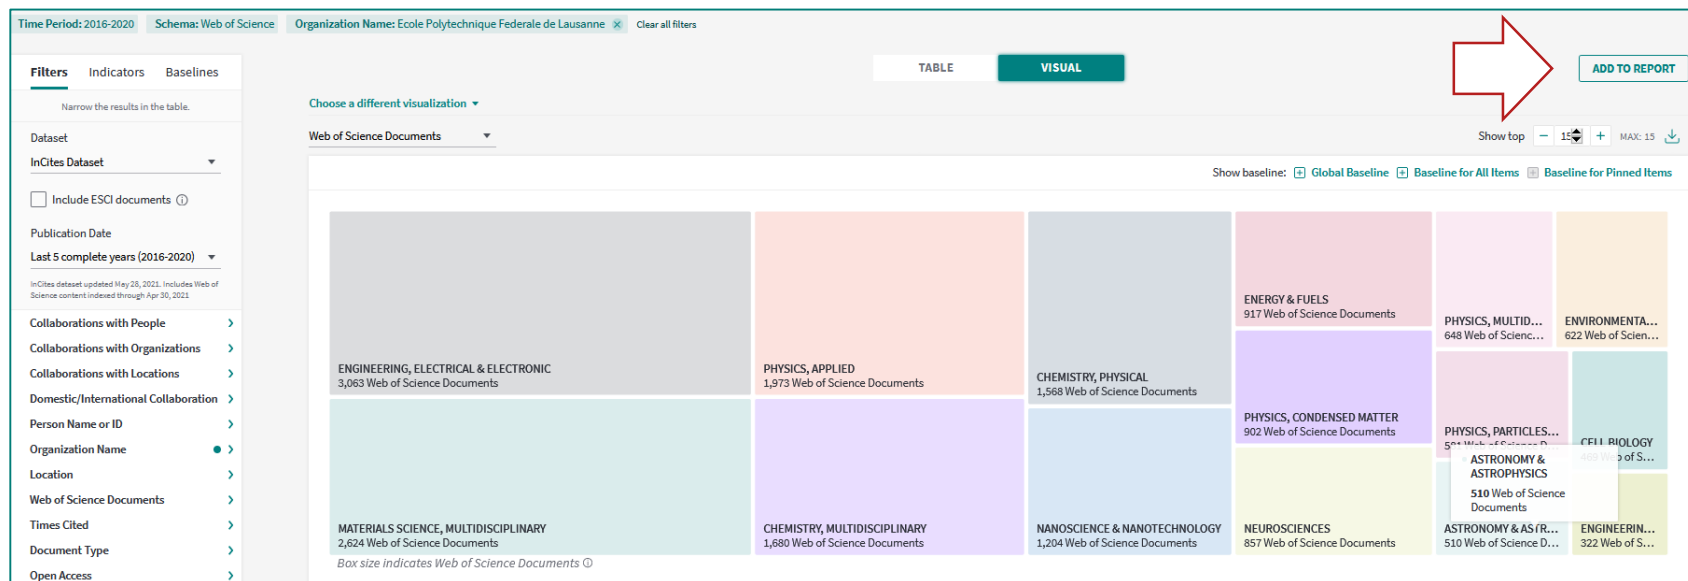 Time Period: 2016-2020 Schema: Web of Science Organization Name: Ecole Polytechnique Federale de Lausanne Clear all filters
Filters Indicators Baselines
Narrow the results in the table.
Dataset
InCites Dataset
Include ESCI documents
Publication Date
Last 5 complete years (2016-2020)
InCites dataset updated May 28, 2021. Includes Web of
Science content indexed through Apr 30, 2021
Collaborations with People
Collaborations with Organizations
Collaborations with Locations
Domestic/International Collaboration
Person Name or ID
Organization Name
Location
Web of Science Documents
Times Cited
Document Type
Open Access
TABLE VISUAL
ADD TO REPORT
Choose a different visualization
Web of Science Documents
Show top − 15 + MAX: 15
Show baseline: Global Baseline Baseline for All Items Baseline for Pinned Items
ENGINEERING, ELECTRICAL & ELECTRONIC
3,063 Web of Science Documents
MATERIALS SCIENCE, MULTIDISCIPLINARY
2,624 Web of Science Documents
PHYSICS, APPLIED
1,973 Web of Science Documents
CHEMISTRY, MULTIDISCIPLINARY
1,680 Web of Science Documents
CHEMISTRY, PHYSICAL
1,568 Web of Science Documents
NANOSCIENCE & NANOTECHNOLOGY
1,204 Web of Science Documents
ENERGY & FUELS
917 Web of Science Documents
PHYSICS, CONDENSED MATTER
902 Web of Science Documents
NEUROSCIENCES
857 Web of Science Documents
PHYSICS, MULTID...
648 Web of Scienc...
ENVIRONMENTA...
622 Web of Scien...
PHYSICS, PARTICLES...
Web of Science D...
CELL BIOLOGY
469 Web of S...
ASTRONOMY &
ASTROPHYSICS
510 Web of Science
Documents
ASTRONOMY & ASTR...
510 Web of Science D...
ENGINEERIN...
322 Web of S...
Box size indicates Web of Science Documents